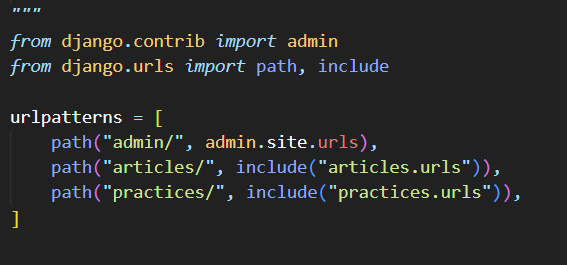 """
from django.contrib import admin
from django.urls import path, include
urlpatterns = [
    path("admin/", admin.site.urls),
    path("articles/", include("articles.urls")),
    path("practices/", include("practices.urls")),
]